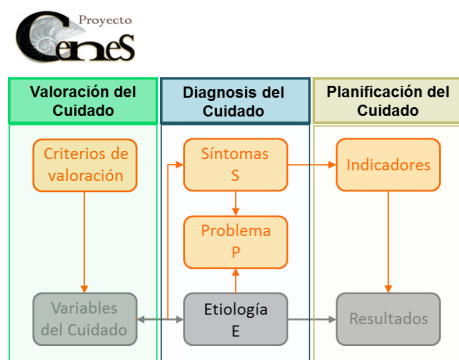 Proyecto
CeneS
Valoración del
Cuidado
Diagnosis del
Cuidado
Planificación del
Cuidado
Criterios de
valoración
Síntomas
S
Indicadores
Problema
P
Variables
del Cuidado
Etiología
E
Resultados